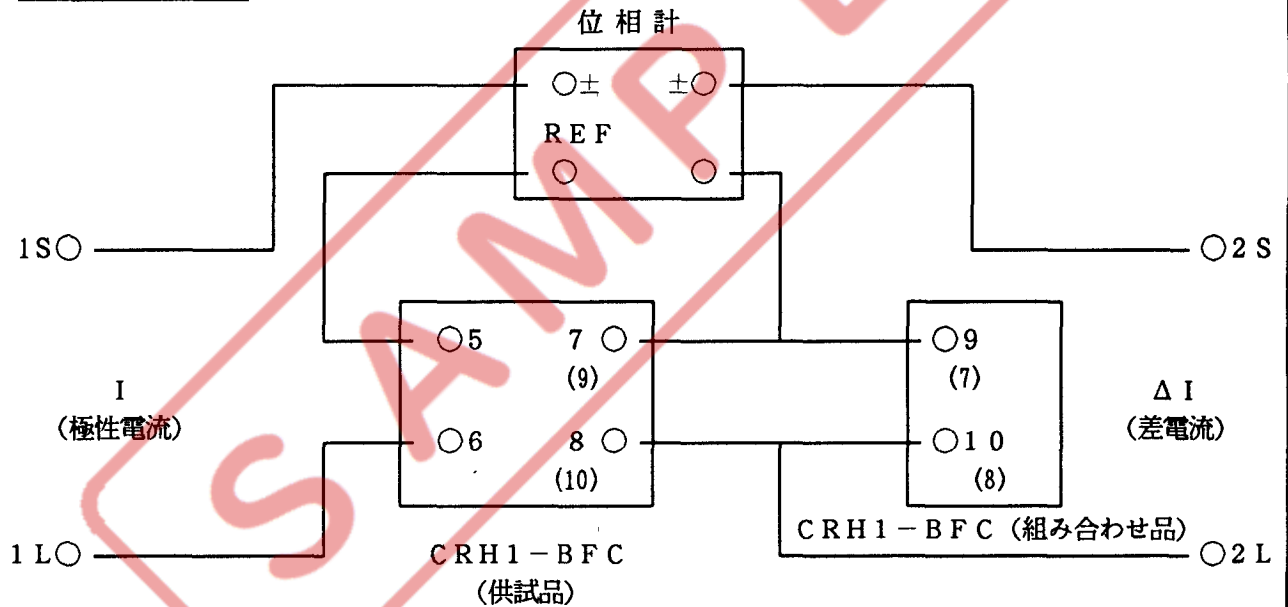 位相計
± ±
REF
1S 2S
5 7 9
(9) (7)
I ΔI
(極性電流) (差電流)
6 8 10
(10) (8)
CRH1-BFC (組み合わせ品)
1L CRH1-BFC 2L
(供試品)
SAMPLE